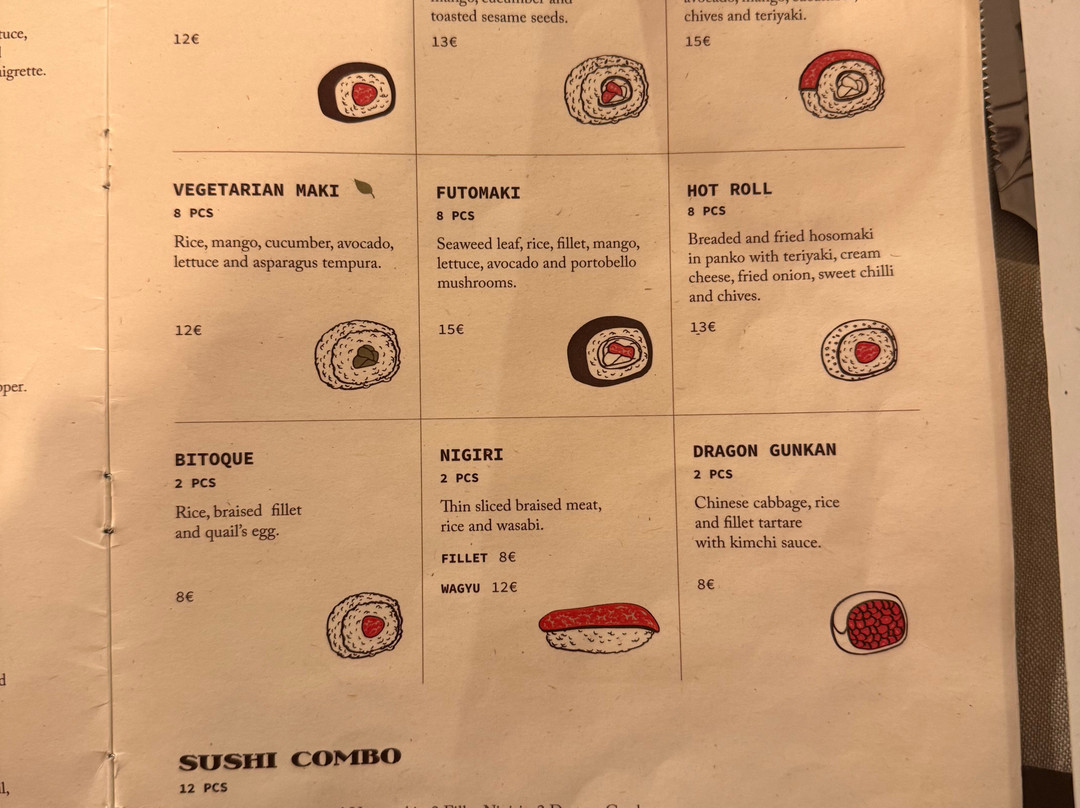 tuce,
aigrette.
pper.
12€
toasted sesame seeds.
13€
chives and teriyaki.
15€
VEGETARIAN MAKI
8 PCS
Rice, mango, cucumber, avocado,
lettuce and asparagus tempura.
12€
FUTOMAKI
8 PCS
Seaweed leaf, rice, fillet, mango,
lettuce, avocado and portobello
mushrooms.
15€
HOT ROLL
8 PCS
Breaded and fried hosomaki
in panko with teriyaki, cream
cheese, fried onion, sweet chilli
and chives.
13€
BITOQUE
2 PCS
Rice, braised fillet
and quail's egg.
8€
NIGIRI
2 PCS
Thin sliced braised meat,
rice and wasabi.
FILLET 8€
WAGYU 12€
DRAGON GUNKAN
2 PCS
Chinese cabbage, rice
and fillet tartare
with kimchi sauce.
8€
SUSHI COMBO
12 PCS